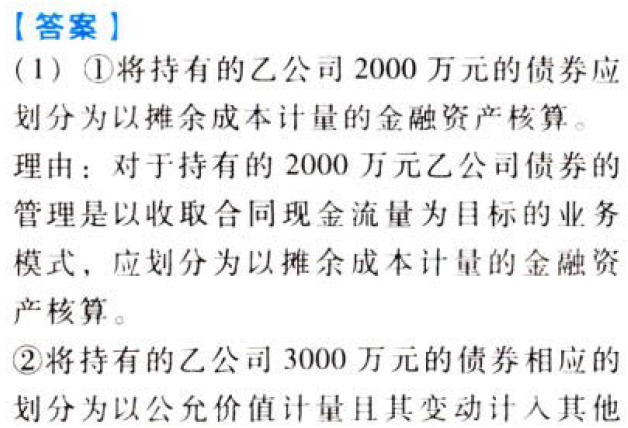 【答案】
(1) ①将持有的乙公司 2000 万元的债券应
划分为以摊余成本计量的金融资产核算。
理由：对于持有的 2000 万元乙公司债券的
管理是以收取合同现金流量为目标的业务
模式，应划分为以摊余成本计量的金融资
产核算。
②将持有的乙公司 3000 万元的债券相应的
划分为以公允价值计量且其变动计入其他